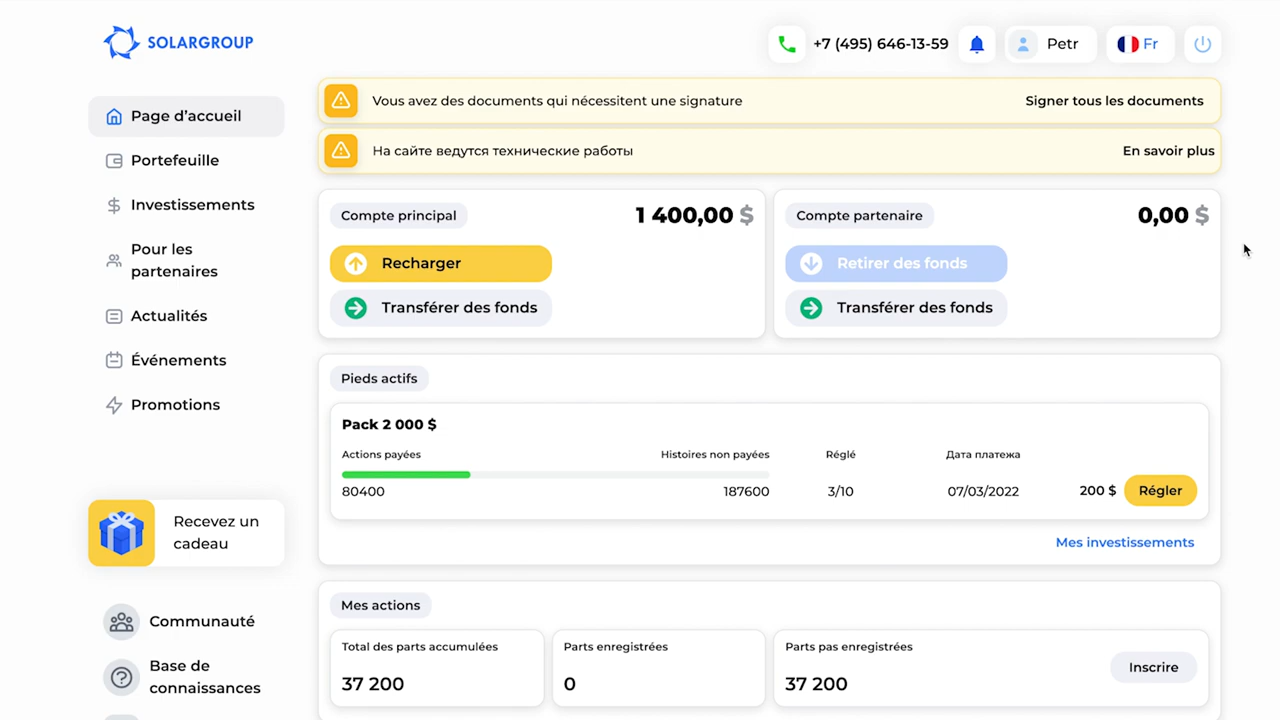 SOLARGROUP
+7 (495) 646-13-59
Petr
Fr
Page d’accueil
Portefeuille
Investissements
Pour les
partenaires
Actualités
Événements
Promotions
Recevez un
cadeau
Communauté
Base de
connaissances
Vous avez des documents qui nécessitent une signature
Signer tous les documents
На сайте ведутся технические работы
En savoir plus
Compte principal
1 400,00 $
Recharger
Transférer des fonds
Compte partenaire
0,00 $
Retirer des fonds
Transférer des fonds
Pieds actifs
Pack 2 000 $
Actions payées
Histoires non payées
Réglé
Дата платежа
80400
187600
3/10
07/03/2022
200 $
Régler
Mes investissements
Mes actions
Total des parts accumulées
37 200
Parts enregistrées
0
Parts pas enregistrées
37 200
Inscrire